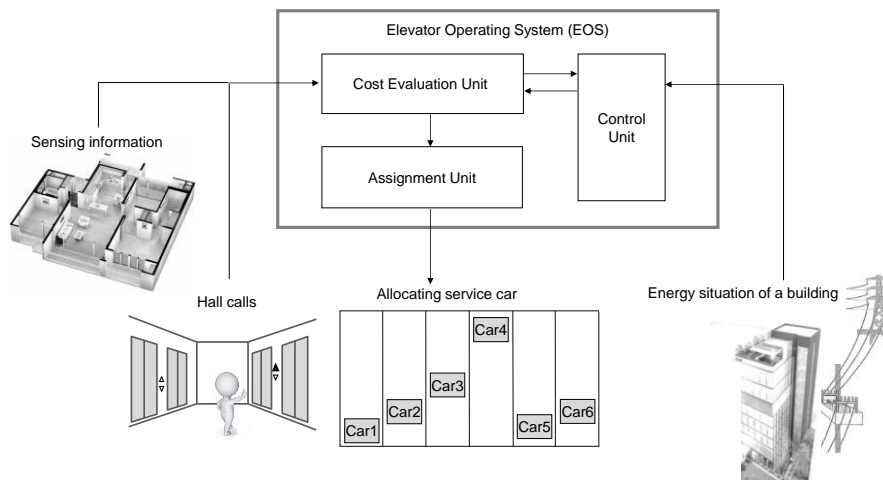 Elevator Operating System (EOS)
Cost Evaluation Unit
Control
Unit
Sensing information
Assignment Unit
Hall calls
Allocating service car
Energy situation of a building
Car4
Car3
Car2
Car6
Car1
Car5